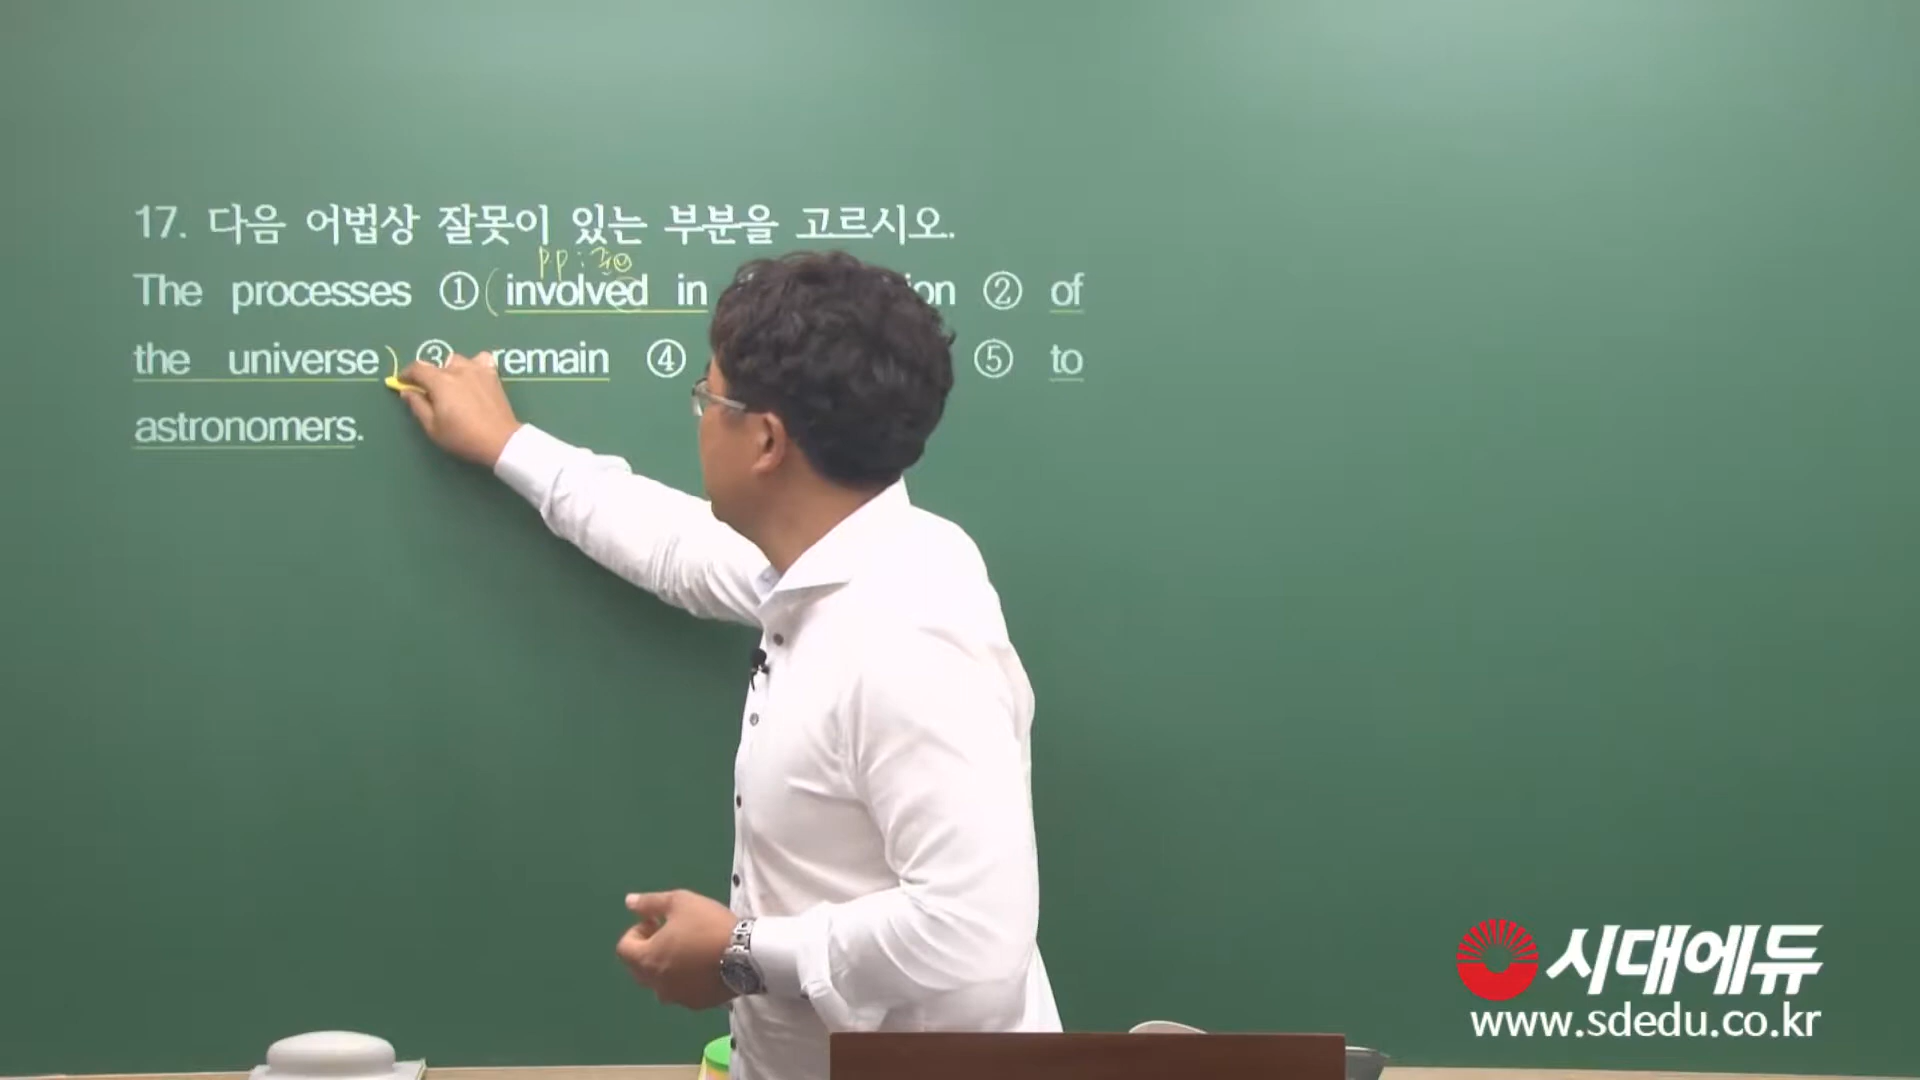 17. 다음 어법상 잘못이 있는 부분을 고르시오.
p.p :
The processes ① ( involved in ion ② of
the universe ) ③ remain ④ ⑤ to
astronomers.
시대에듀
www.sdedu.co.kr